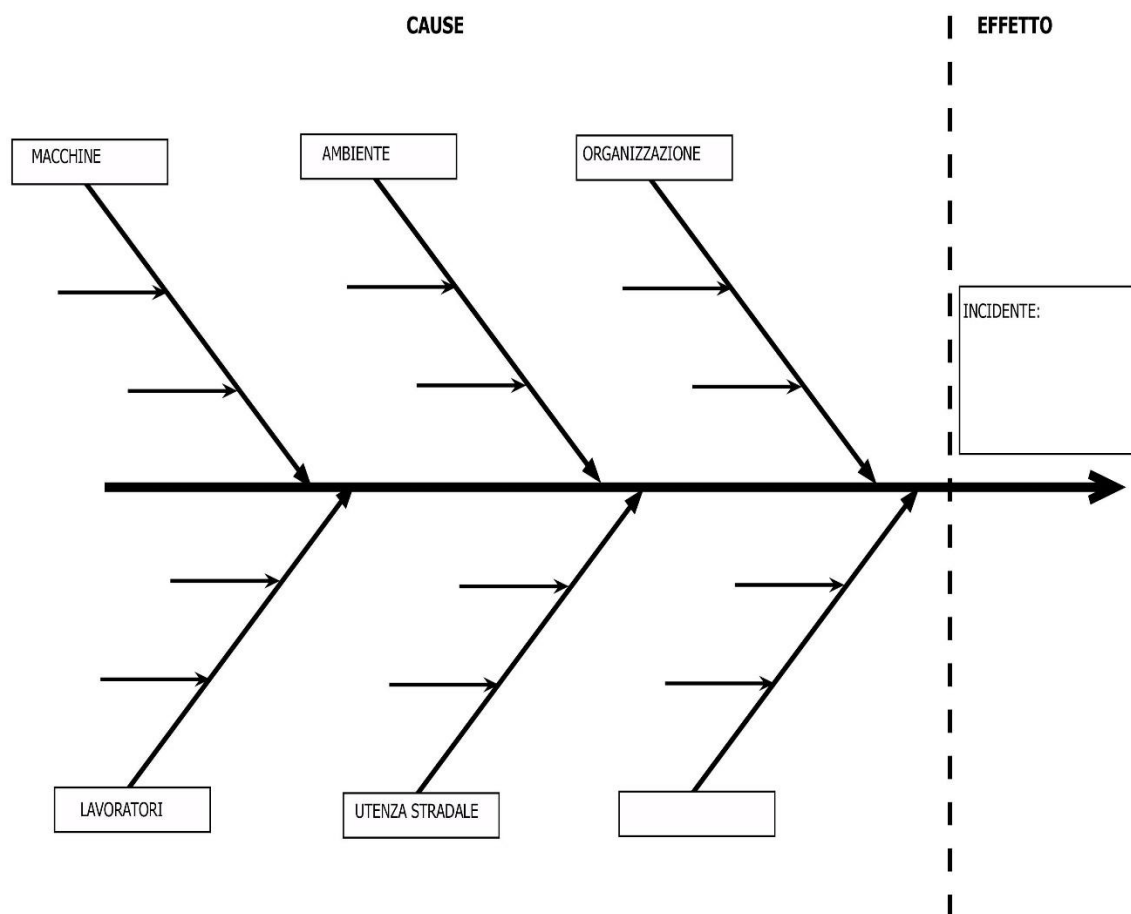 CAUSE
EFFETTO
MACCHINE
AMBIENTE
ORGANIZZAZIONE
INCIDENTE:
LAVORATORI
UTENZA STRADALE